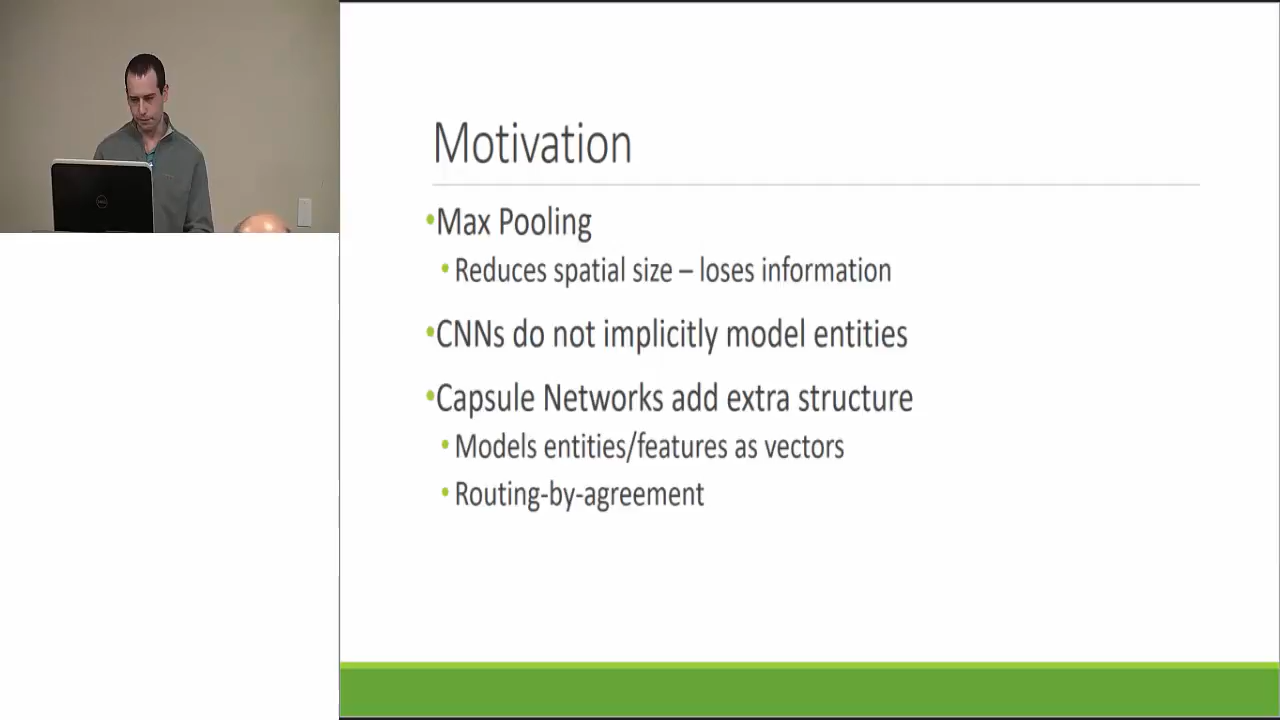 Motivation
•Max Pooling
•Reduces spatial size – loses information
•CNNs do not implicitly model entities
•Capsule Networks add extra structure
•Models entities/features as vectors
•Routing-by-agreement